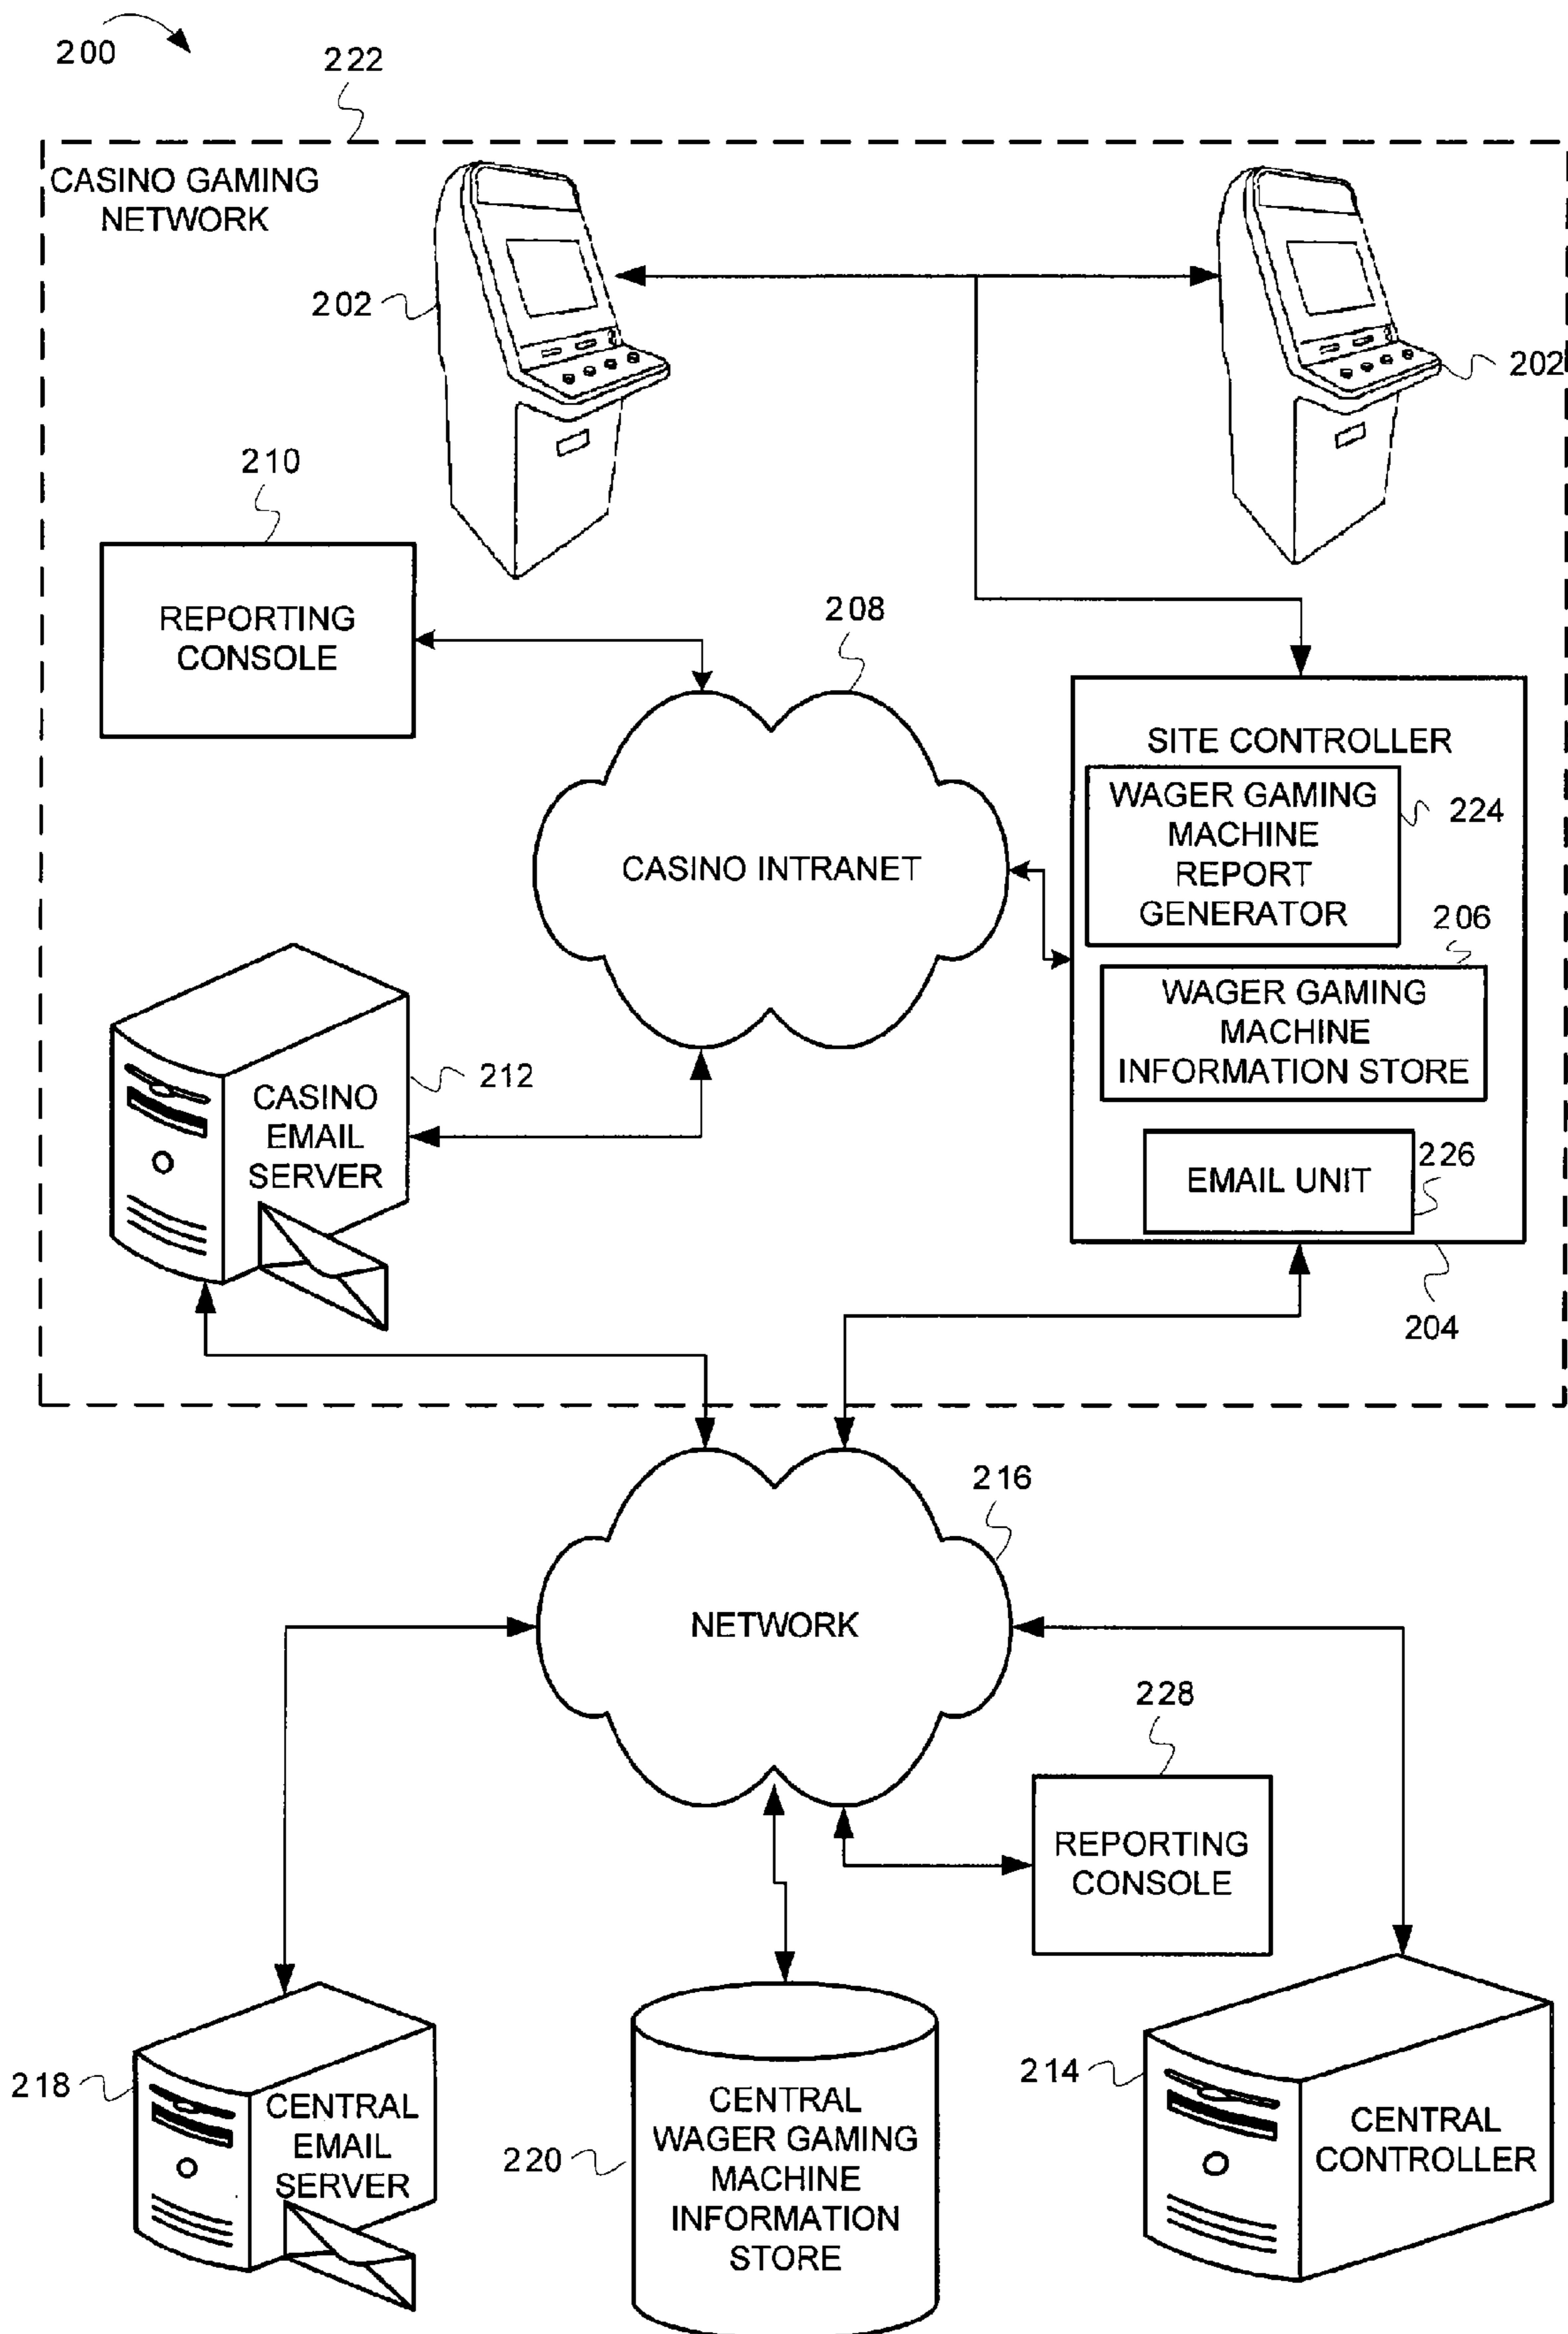 200
222
CASINO GAMING
NETWORK
202
202
210
REPORTING
CONSOLE
208
SITE CONTROLLER
WAGER GAMING
MACHINE
REPORT
GENERATOR
224
CASINO INTRANET
206
WAGER GAMING
MACHINE
INFORMATION STORE
212
CASINO
EMAIL
SERVER
226
EMAIL UNIT
204
216
NETWORK
228
REPORTING
CONSOLE
218
CENTRAL
EMAIL
SERVER
220
CENTRAL
WAGER GAMING
MACHINE
INFORMATION
STORE
214
CENTRAL
CONTROLLER